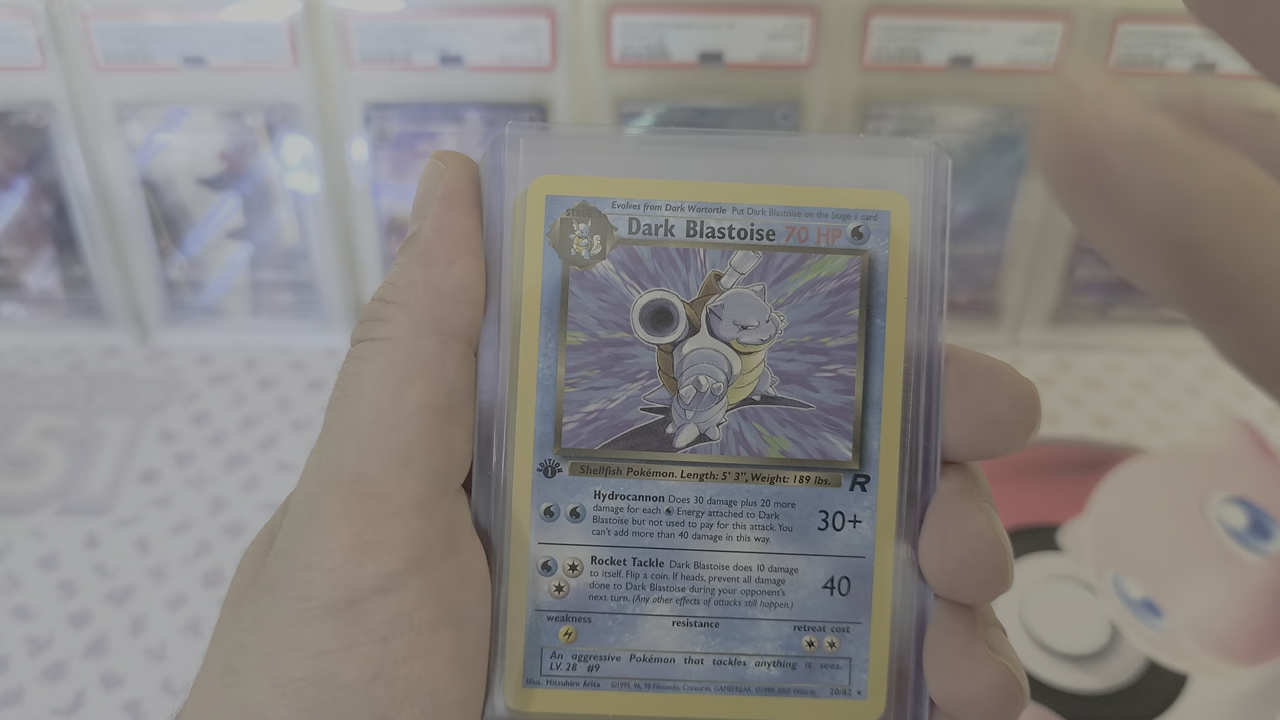 Evolves from Dark Wartortle Put Dark Blastoise on the Stage 1 card
STAGE
Dark Blastoise 70 HP
EDITION
1
Shellfish Pokémon. Length: 5' 3", Weight: 189 lbs.
R
Hydrocannon Does 30 damage plus 20 more
damage for each Energy attached to Dark
Blastoise but not used to pay for this attack. You
can't add more than 40 damage in this way.
30+
Rocket Tackle Dark Blastoise does 10 damage
to itself. Flip a coin. If heads, prevent all damage
done to Dark Blastoise during your opponent's
next turn. (Any other effects of attacks still happen.)
40
weakness resistance retreat cost
An aggressive Pokémon that tackles anything it sees.
LV. 28 #9
Illus. Mitsuhiro Arita ©1995, 96, 98 Nintendo, Creatures, GAMEFREAK. ©1999-2000 Wizards. 20/82 ★